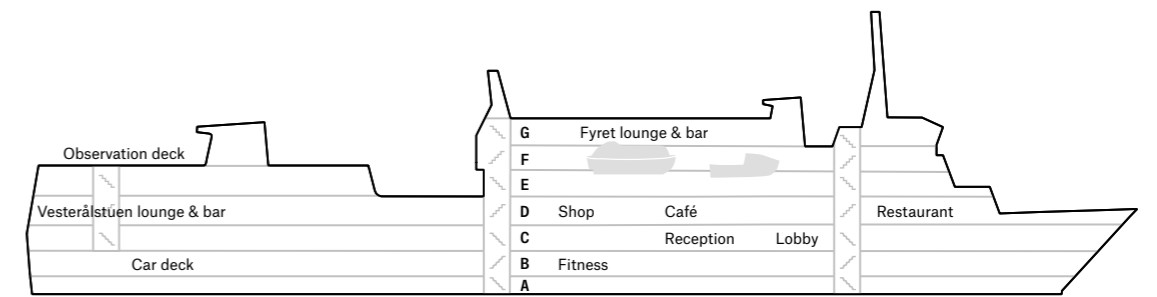 G Fyret lounge & bar
Observation deck
F
E
Vesterålstuen lounge & bar D Shop Café Restaurant
C Reception Lobby
Car deck B Fitness
A